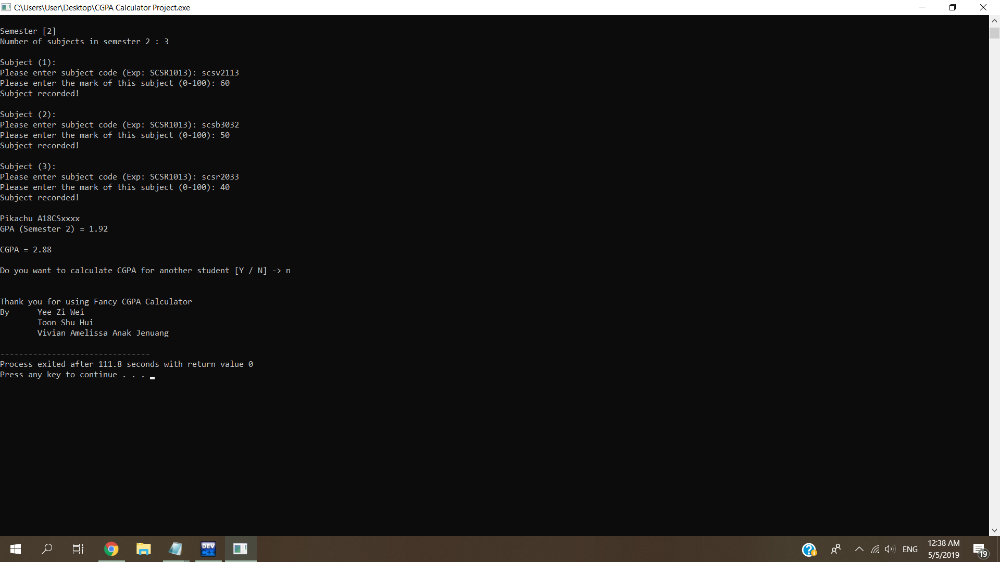 C:\Users\User\Desktop\CGPA Calculator Project.exe
Semester [2]
Number of subjects in semester 2 : 3
Subject (1):
Please enter subject code (Exp: SCSR1013): scsv2113
Please enter the mark of this subject (0-100): 60
Subject recorded!
Subject (2):
Please enter subject code (Exp: SCSR1013): scsb3032
Please enter the mark of this subject (0-100): 50
Subject recorded!
Subject (3):
Please enter subject code (Exp: SCSR1013): scsr2033
Please enter the mark of this subject (0-100): 40
Subject recorded!
Pikachu A18CSxxxx
GPA (Semester 2) = 1.92
CGPA = 2.88
Do you want to calculate CGPA for another student [Y / N] -> n
Thank you for using Fancy CGPA Calculator
By Yee Zi Wei
Toon Shu Hui
Vivian Amelissa Anak Jenuang
--------------------------------
Process exited after 111.8 seconds with return value 0
Press any key to continue . . .
DEV C++
ENG
12:38 AM
5/5/2019
19